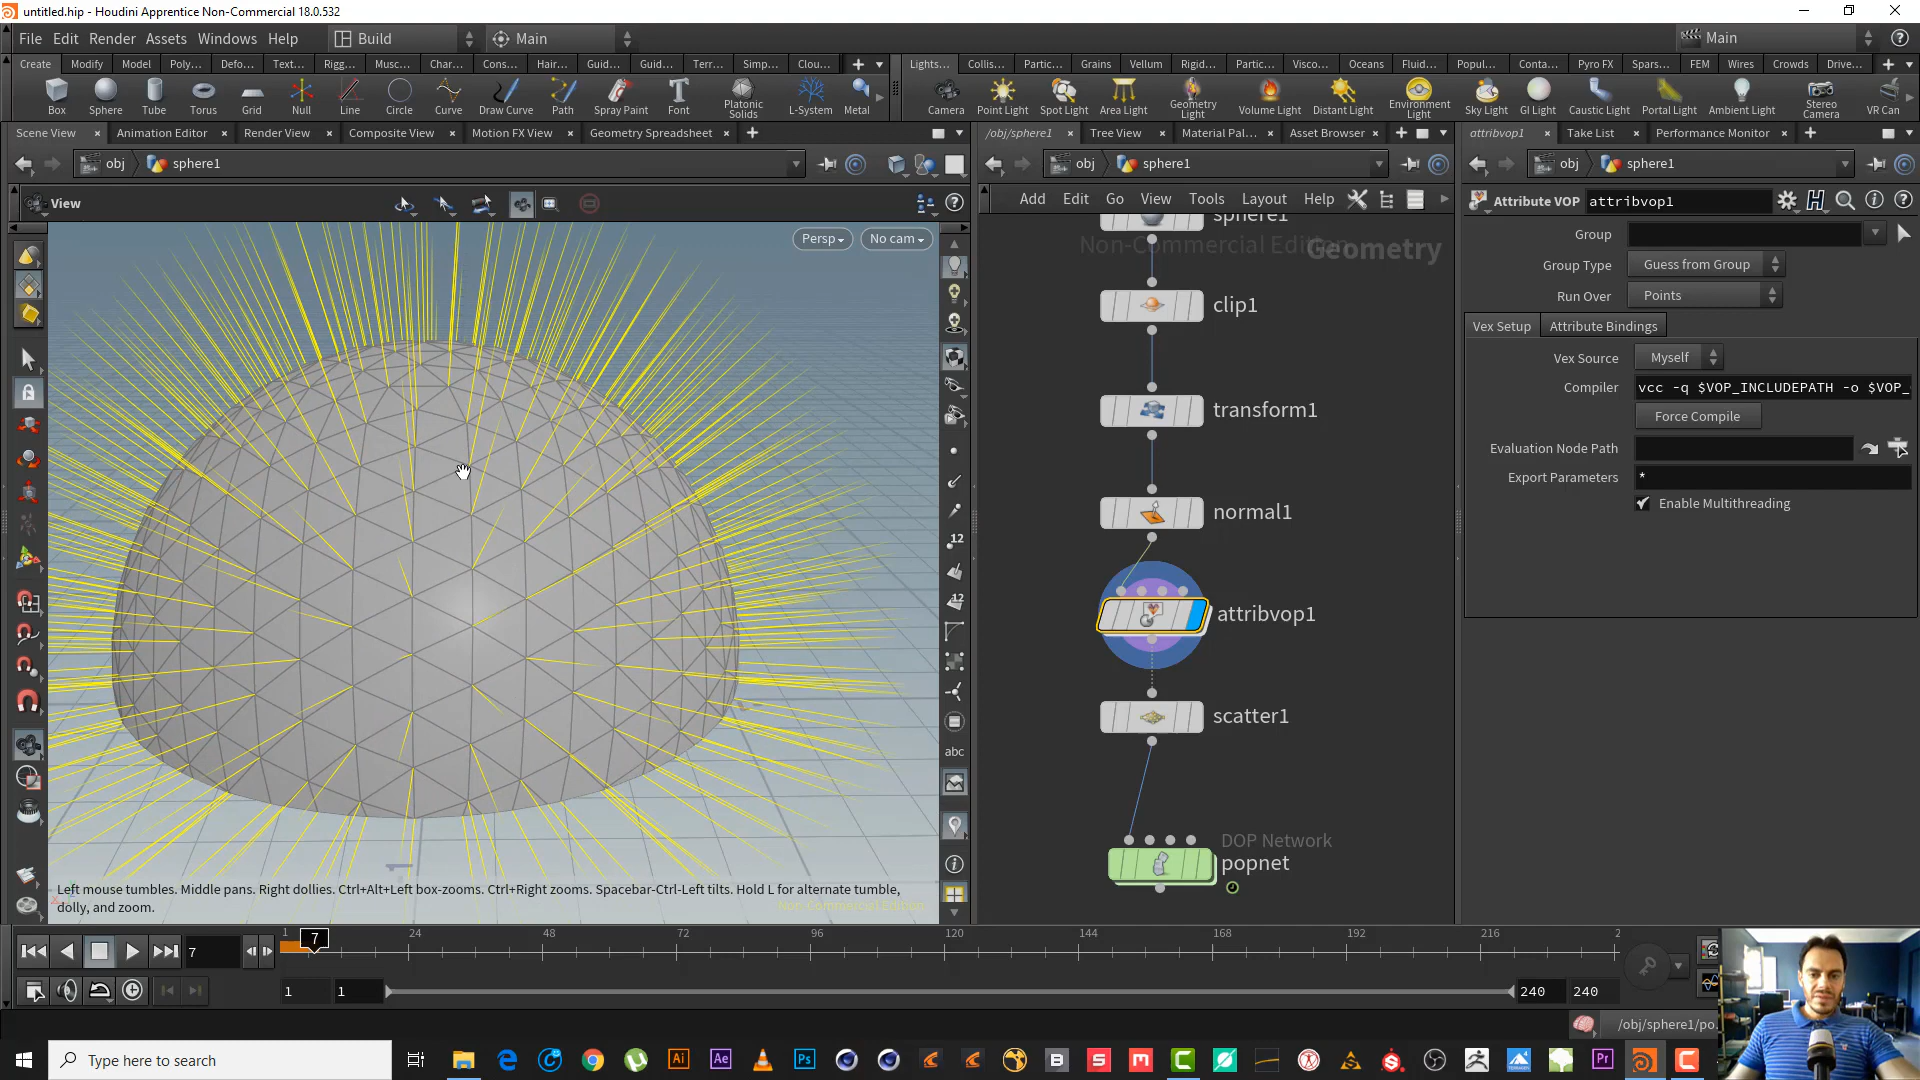 untitled.hip - Houdini Apprentice Non-Commercial 18.0.532
File Edit Render Assets Windows Help Build Main Main
Create Modify Model Poly... Defo... Text... Rigg... Musc... Char... Cons... Hair... Guid... Guid... Terr... Simp... Clou... Lights... Collis... Partic... Grains Vellum Rigid... Partic... Visco... Oceans Fluid... Popul... Conta... Pyro FX Spars... FEM Wires Crowds Drive...
Box Sphere Tube Torus Grid Null Line Circle Curve Draw Curve Path Spray Paint Font Platonic Solids L-System Metal Camera Point Light Spot Light Area Light Geometry Light Volume Light Distant Light Environment Light Sky Light GI Light Caustic Light Portal Light Ambient Light Stereo Camera VR Can
Scene View Animation Editor Render View Composite View Motion FX View Geometry Spreadsheet /obj/sphere1 Tree View Material Pal... Asset Browser attribvop1 Take List Performance Monitor
obj sphere1 obj sphere1 obj sphere1
View Add Edit Go View Tools Layout Help Attribute VOP attribvop1
Persp No cam
sphere1
Non-Commercial Edition Geometry
clip1
transform1
normal1
attribvop1
scatter1
DOP Network
popnet
Group
Group Type Guess from Group
Run Over Points
Vex Setup Attribute Bindings
Vex Source Myself
Compiler vcc -q $VOP_INCLUDEPATH -o $VOP_
Force Compile
Evaluation Node Path
Export Parameters *
Enable Multithreading
12
12
abc
Left mouse tumbles. Middle pans. Right dollies. Ctrl+Alt+Left box-zooms. Ctrl+Right zooms. Spacebar-Ctrl-Left tilts. Hold L for alternate tumble,
dolly, and zoom.
Non-Commercial Edition
7 1 7 24 48 72 96 120 144 168 192 216 2
1 1 240 240
/obj/sphere1/po...
Type here to search
Ai Ae Ps B S M Pr